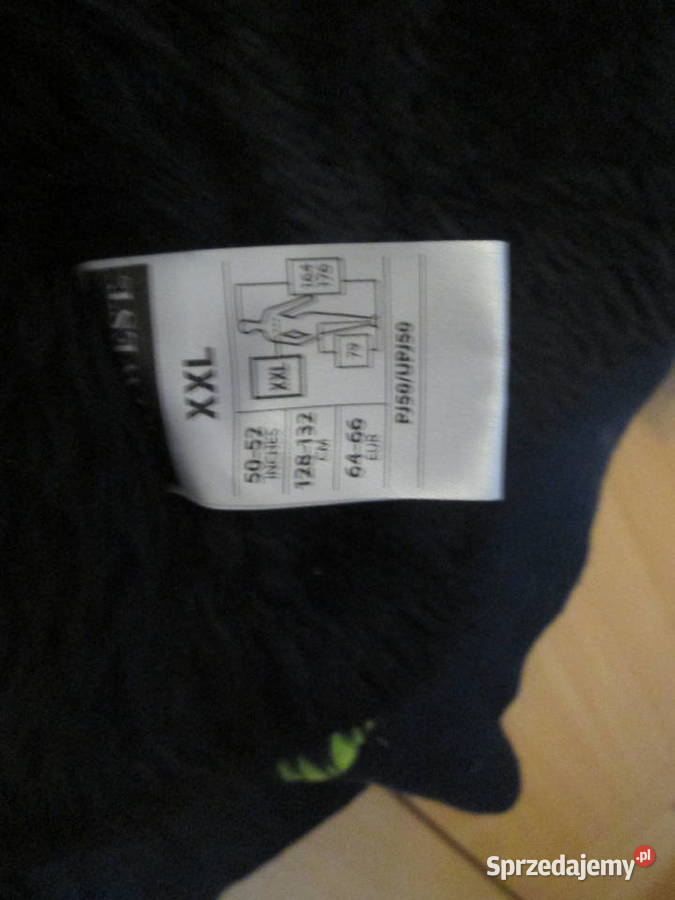 XXL
164
176
XXL
79
50-52
INCHES
128-132
CM
64-66
EUR
PJ50/UPJ50
Sprzedajemy.pl